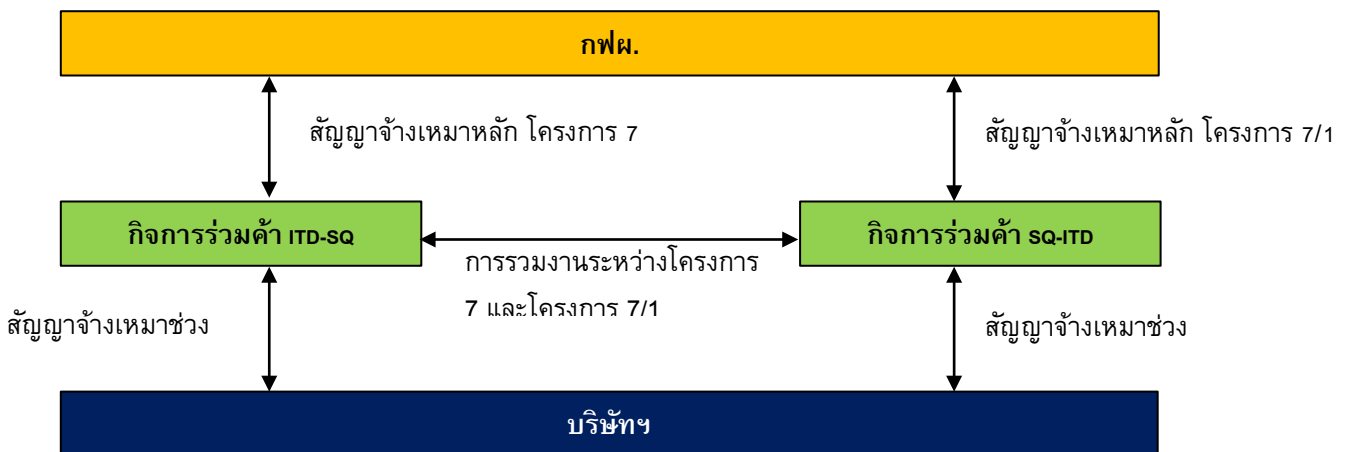 กฟผ.
สัญญาจ้างเหมาหลัก โครงการ 7
สัญญาจ้างเหมาหลัก โครงการ 7/1
กิจการร่วมค้า ITD-SQ
กิจการร่วมค้า SQ-ITD
การรวมงานระหว่างโครงการ
7 และโครงการ 7/1
สัญญาจ้างเหมาช่วง
สัญญาจ้างเหมาช่วง
บริษัทฯ